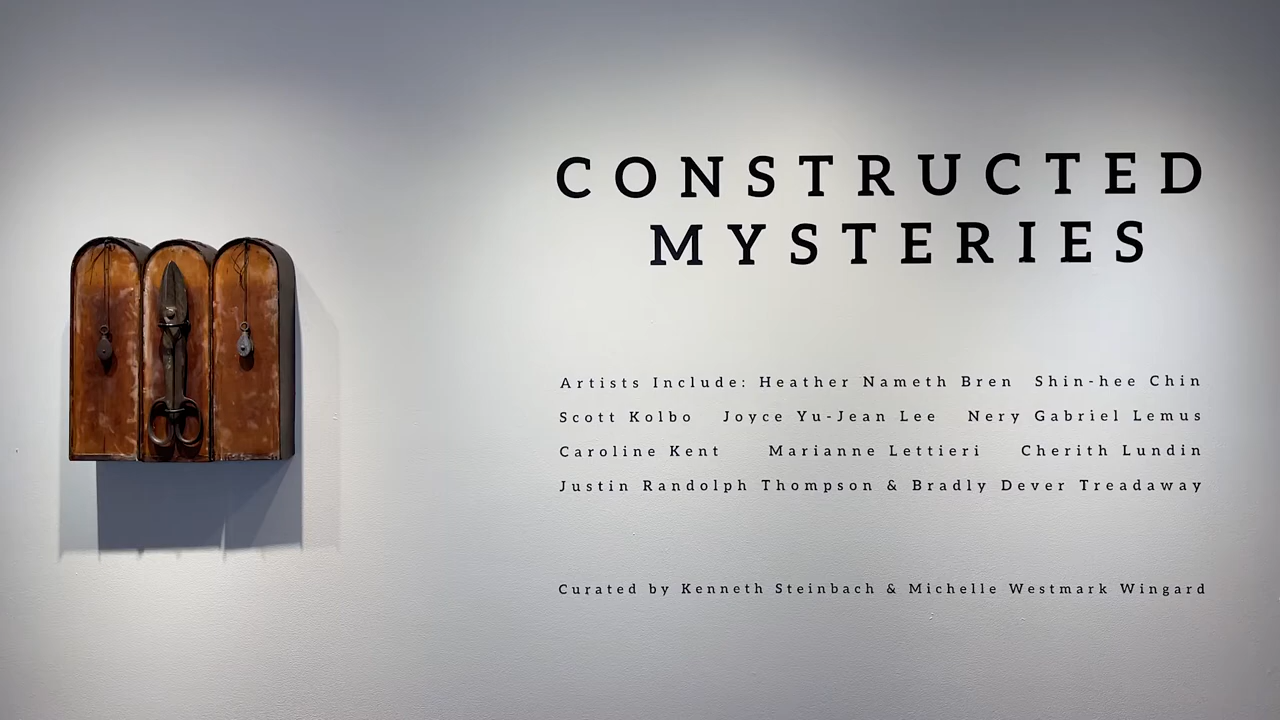 CONSTRUCTED
MYSTERIES
Artists Include: Heather Nameth Bren Shin-hee Chin
Scott Kolbo Joyce Yu-Jean Lee Nery Gabriel Lemus
Caroline Kent Marianne Lettieri Cherith Lundin
Justin Randolph Thompson & Bradly Dever Treadaway
Curated by Kenneth Steinbach & Michelle Westmark Wingard